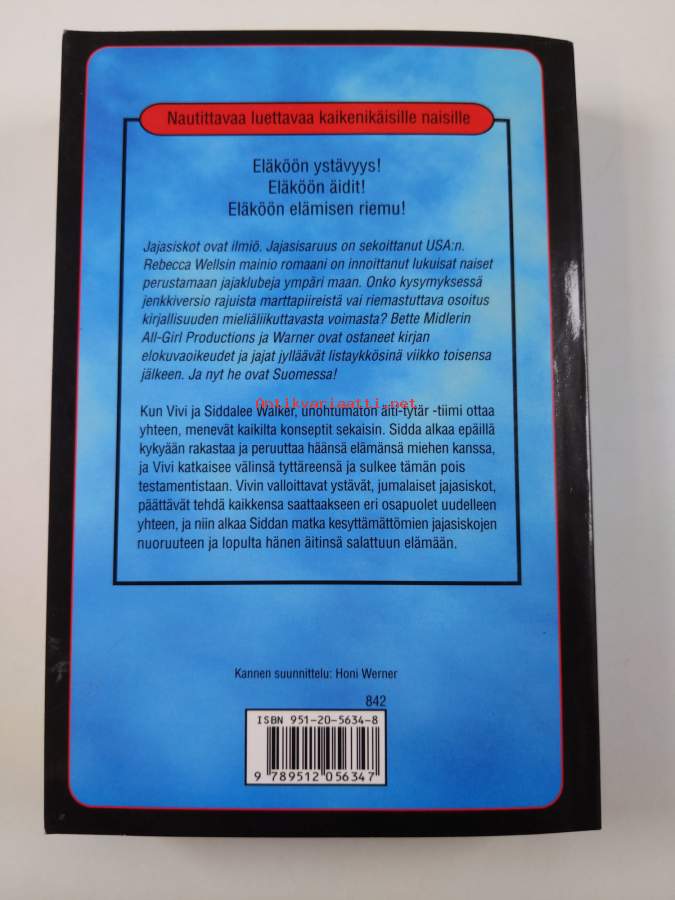 Nautittavaa luettavaa kaikenikäisille naisille
Eläköön ystävyys!
Eläköön äidit!
Eläköön elämisen riemu!
Jajasiskot ovat ilmiö. Jajasisaruus on sekoittanut USA:n.
Rebecca Wellsin mainio romaani on innoittanut lukuisat naiset
perustamaan jajaklubeja ympäri maan. Onko kysymyksessä
jenkkiversio rajuista marttapiireistä vai riemastuttava osoitus
kirjallisuuden mieliäliikuttavasta voimasta? Bette Midlerin
All-Girl Productions ja Warner ovat ostaneet kirjan
elokuvaoikeudet ja jajat jylläävät listaykkösinä viikko toisensa
jälkeen. Ja nyt he ovat Suomessa!
Antikvariaatti.net
Kun Vivi ja Siddalee Walker, unohtumaton äiti-tytär -tiimi ottaa
yhteen, menevät kaikilta konseptit sekaisin. Sidda alkaa epäillä
kykyään rakastaa ja peruuttaa häänsä elämänsä miehen kanssa,
ja Vivi katkaisee välinsä tyttäreensä ja sulkee tämän pois
testamentistaan. Vivin valloittavat ystävät, jumalaiset jajasiskot,
päättävät tehdä kaikkensa saattaakseen eri osapuolet uudelleen
yhteen, ja niin alkaa Siddan matka kesyttämättömien jajasiskojen
nuoruuteen ja lopulta hänen äitinsä salattuun elämään.
Kannen suunnittelu: Honi Werner
842
ISBN 951-20-5634-8
9 789512 056347